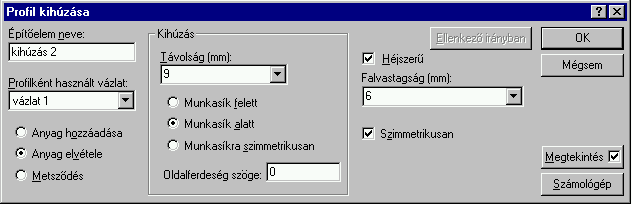 Profil kihúzása
Építőelem neve:
kihúzás 2
Profilként használt vázlat:
vázlat 1
Anyag hozzáadása
Anyag elvétele
Metsződés
Kihúzás
Távolság (mm):
9
Munkasík felett
Munkasík alatt
Munkasíkra szimmetrikusan
Oldalferdeség szöge:
0
Ellenkező irányban
Héjszerű
Falvastagság (mm):
6
Szimmetrikusan
OK
Mégsem
Megtekintés
Számológép